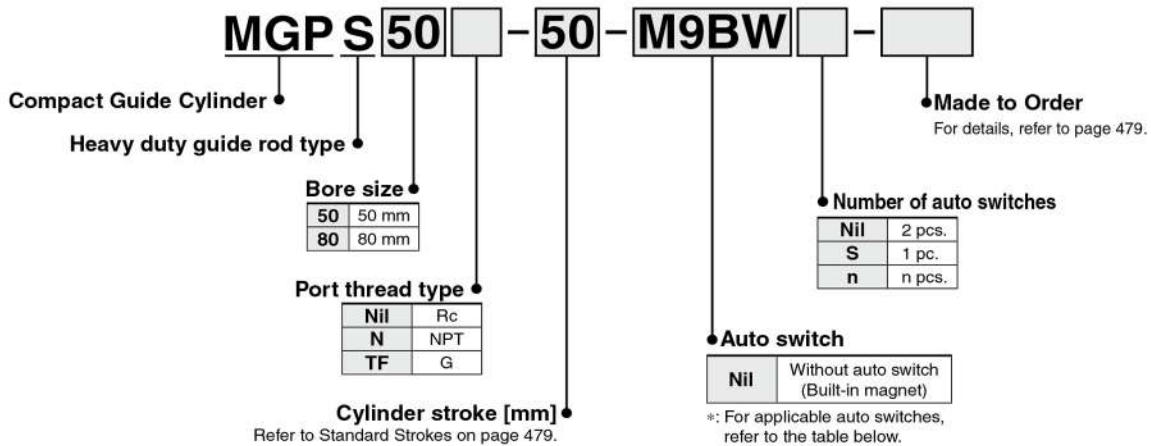 MGP S 50 - 50 - M9BW -
Compact Guide Cylinder
Heavy duty guide rod type
Bore size
50 50 mm
80 80 mm
Port thread type
Nil Rc
N NPT
TF G
Cylinder stroke [mm]
Refer to Standard Strokes on page 479.
Auto switch
Nil Without auto switch
(Built-in magnet)
*: For applicable auto switches,
refer to the table below.
Number of auto switches
Nil 2 pcs.
S 1 pc.
n n pcs.
Made to Order
For details, refer to page 479.